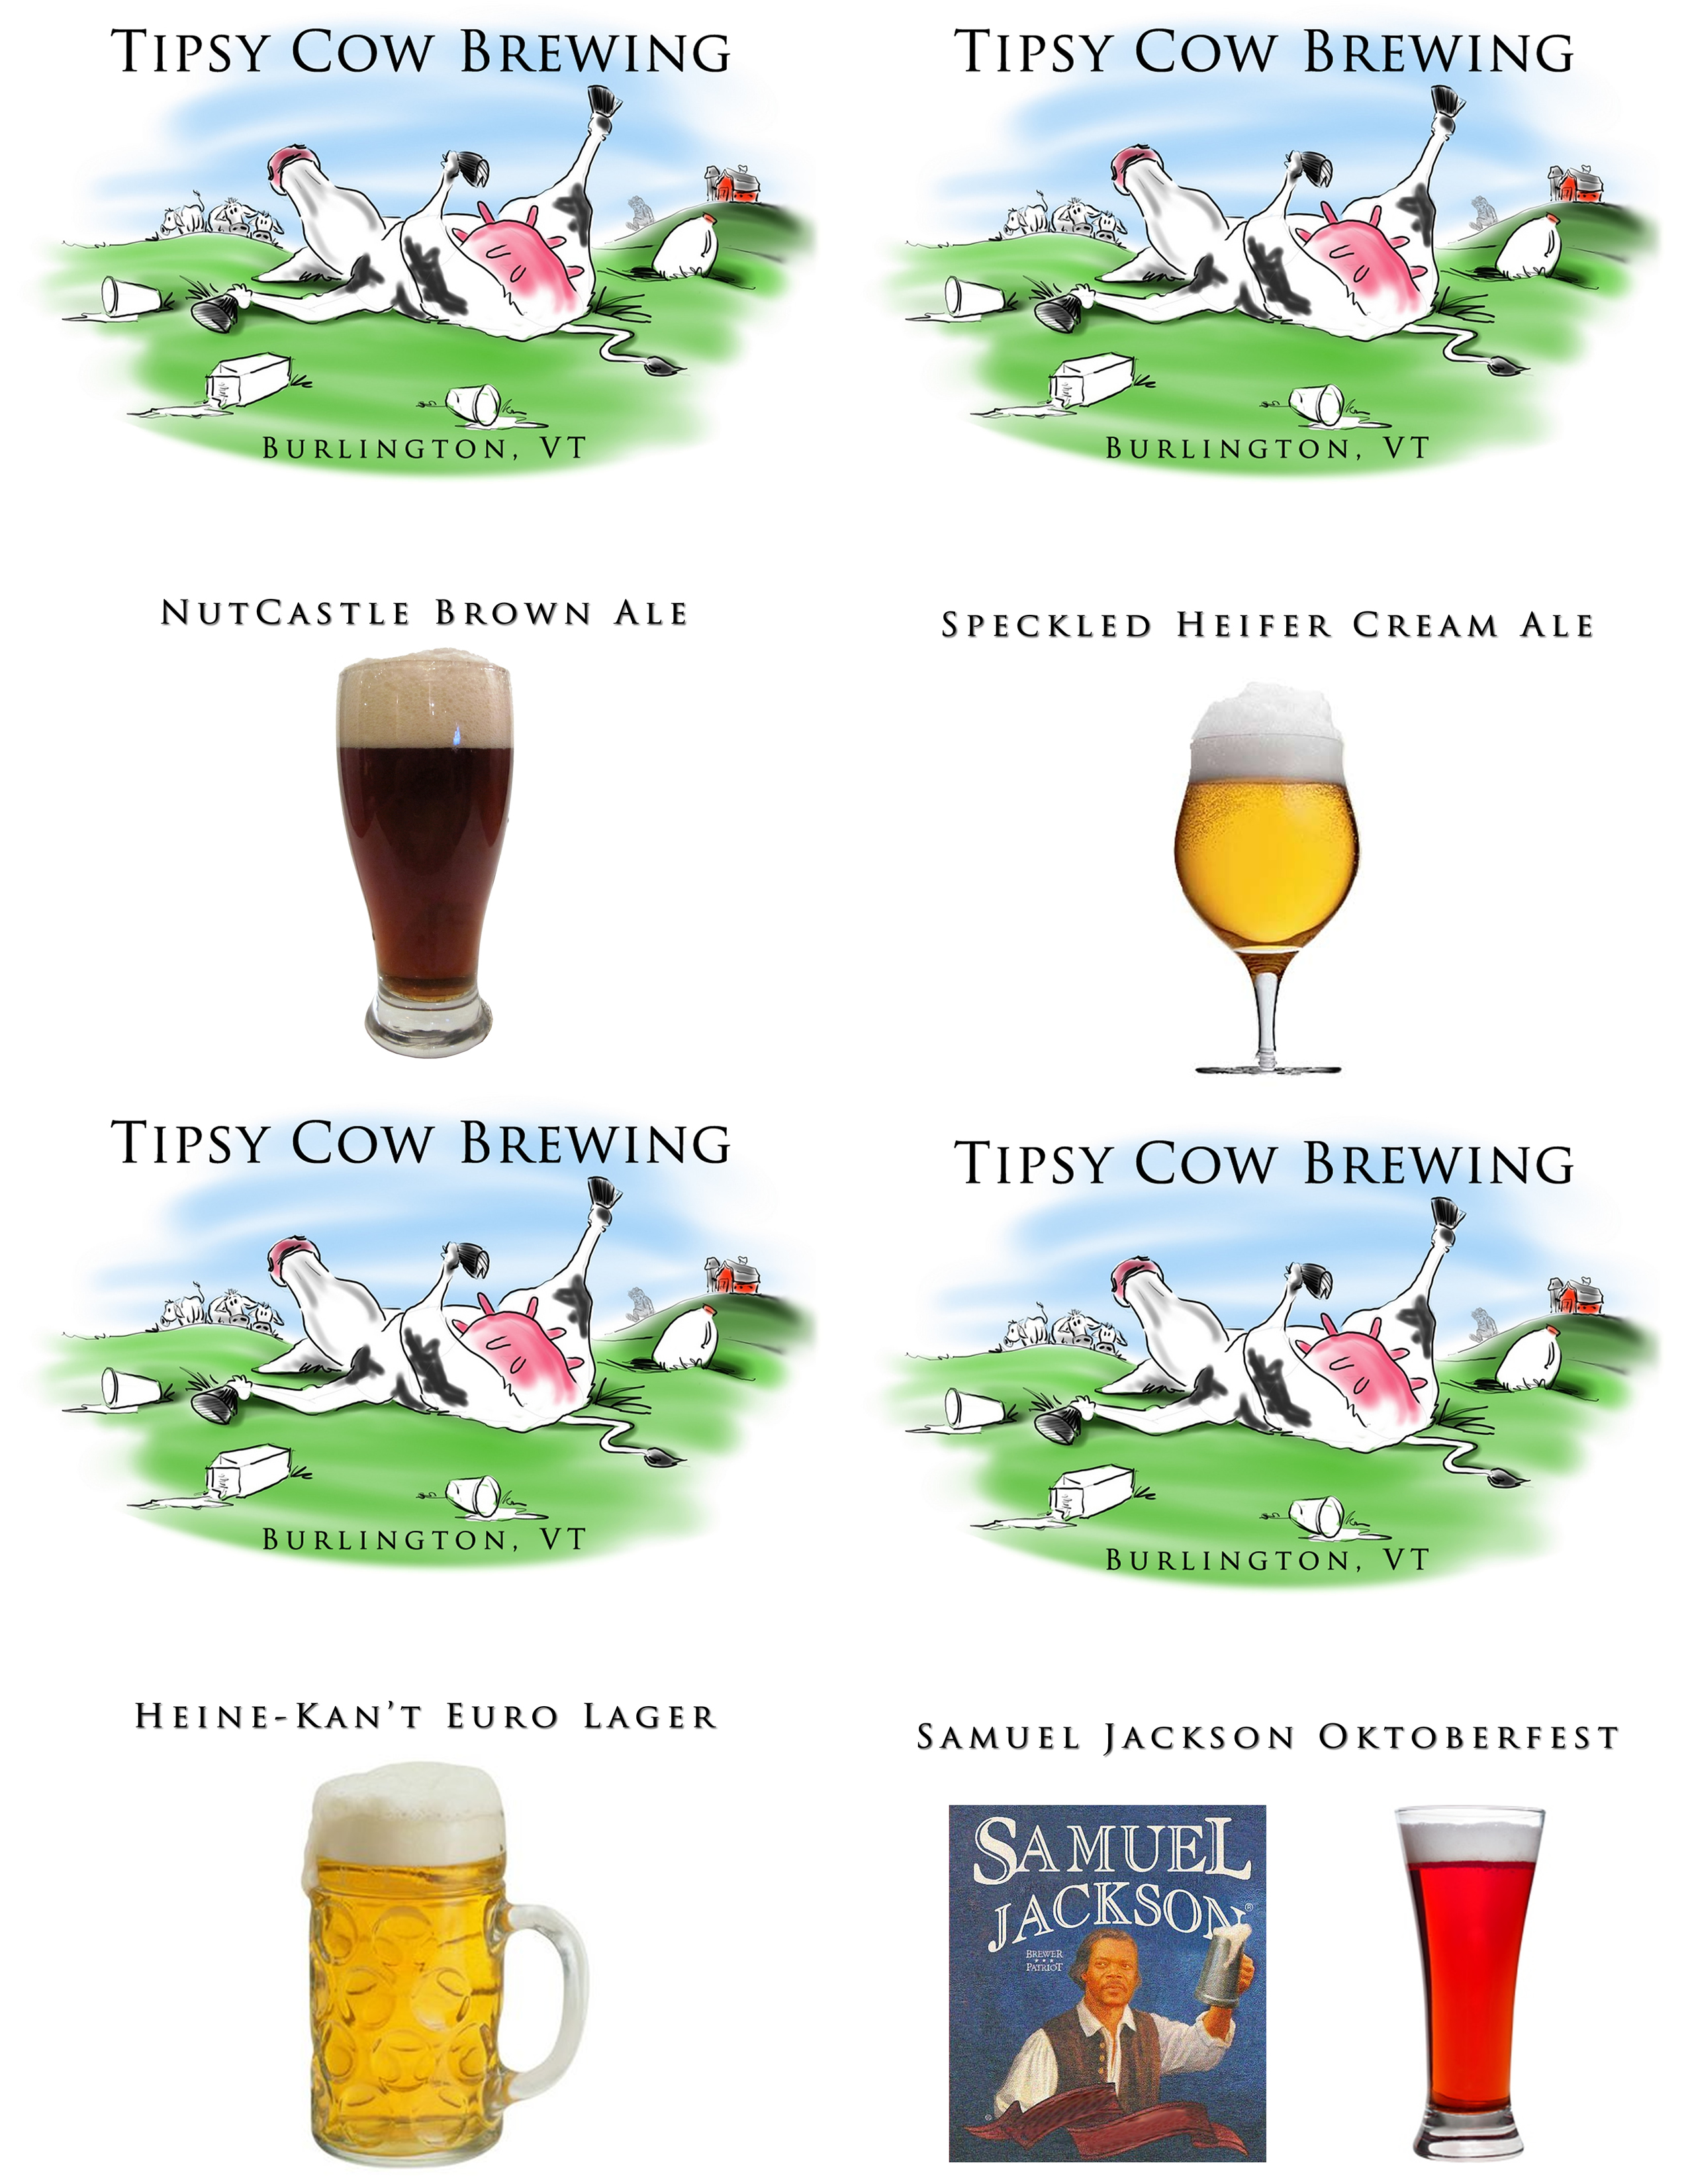 Tipsy Cow Brewing
Burlington, VT
NutCastle Brown Ale
Tipsy Cow Brewing
Burlington, VT
Speckled Heifer Cream Ale
Tipsy Cow Brewing
Burlington, VT
Heine-Kan't Euro Lager
Tipsy Cow Brewing
Burlington, VT
Samuel Jackson Oktoberfest
SAMUEL
JACKSON®
BREWER
PATRIOT
®